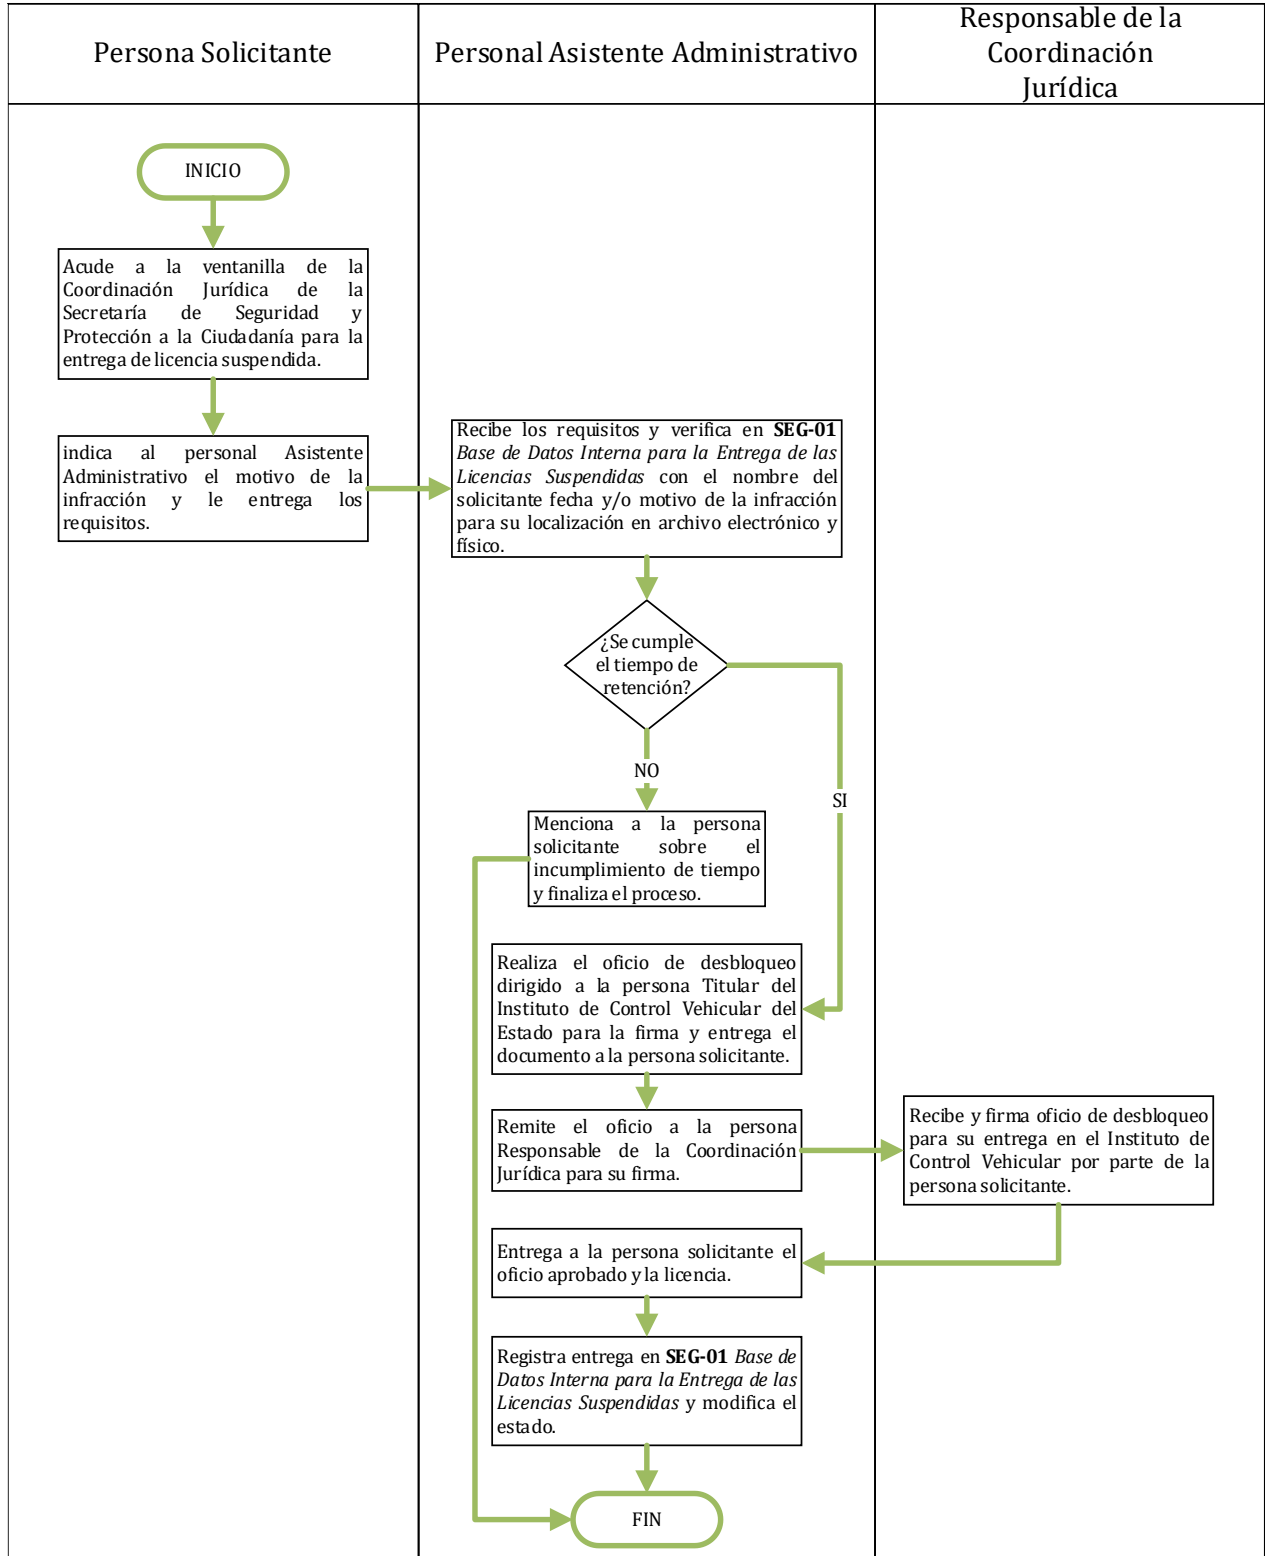 Persona Solicitante
Personal Asistente Administrativo
Responsable de la
Coordinación
Jurídica
INICIO
Acude a la ventanilla de la
Coordinación Jurídica de la
Secretaría de Seguridad y
Protección a la Ciudadanía para la
entrega de licencia suspendida.
indica al personal Asistente
Administrativo el motivo de la
infracción y le entrega los
requisitos.
Recibe los requisitos y verifica en SEG-01
Base de Datos Interna para la Entrega de las
Licencias Suspendidas con el nombre del
solicitante fecha y/o motivo de la infracción
para su localización en archivo electrónico y
físico.
¿Se cumple
el tiempo de
retención?
NO
SI
Menciona a la persona
solicitante sobre el
incumplimiento de tiempo
y finaliza el proceso.
Realiza el oficio de desbloqueo
dirigido a la persona Titular del
Instituto de Control Vehicular del
Estado para la firma y entrega el
documento a la persona solicitante.
Remite el oficio a la persona
Responsable de la Coordinación
Jurídica para su firma.
Recibe y firma oficio de desbloqueo
para su entrega en el Instituto de
Control Vehicular por parte de la
persona solicitante.
Entrega a la persona solicitante el
oficio aprobado y la licencia.
Registra entrega en SEG-01 Base de
Datos Interna para la Entrega de las
Licencias Suspendidas y modifica el
estado.
FIN